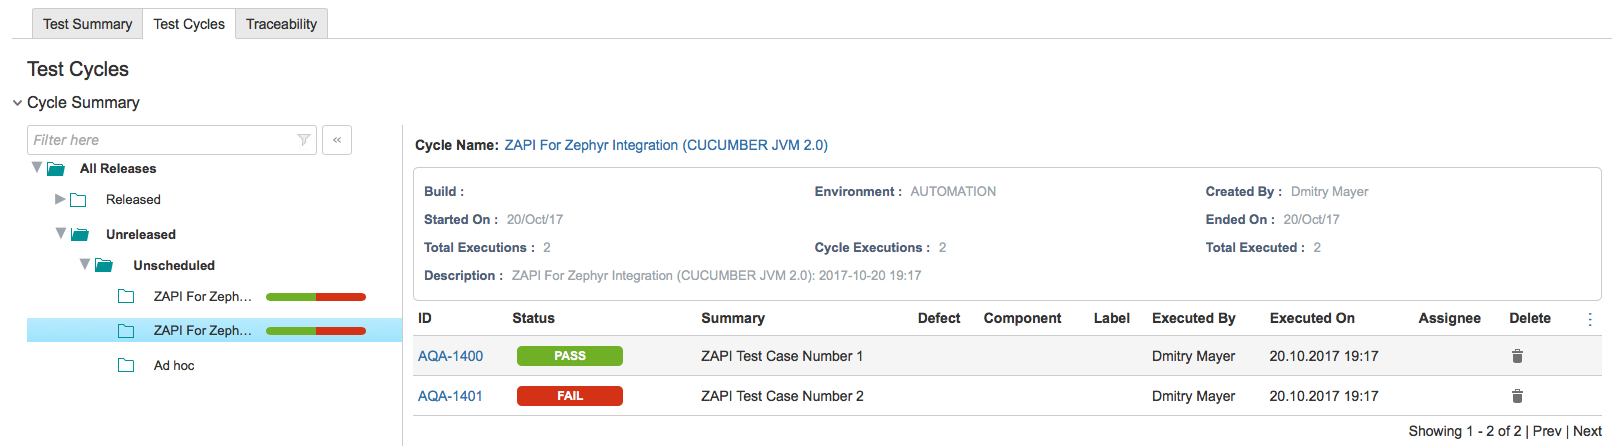 Test Summary Test Cycles Traceability
Test Cycles
Cycle Summary
Filter here «
All Releases
Released
Unreleased
Unscheduled
ZAPI For Zeph...
ZAPI For Zeph...
Ad hoc
Cycle Name: ZAPI For Zephyr Integration (CUCUMBER JVM 2.0)
Build : Environment : AUTOMATION Created By : Dmitry Mayer
Started On : 20/Oct/17 Ended On : 20/Oct/17
Total Executions : 2 Cycle Executions : 2 Total Executed : 2
Description : ZAPI For Zephyr Integration (CUCUMBER JVM 2.0): 2017-10-20 19:17
ID Status Summary Defect Component Label Executed By Executed On Assignee Delete
AQA-1400 PASS ZAPI Test Case Number 1 Dmitry Mayer 20.10.2017 19:17
AQA-1401 FAIL ZAPI Test Case Number 2 Dmitry Mayer 20.10.2017 19:17
Showing 1 - 2 of 2 | Prev | Next